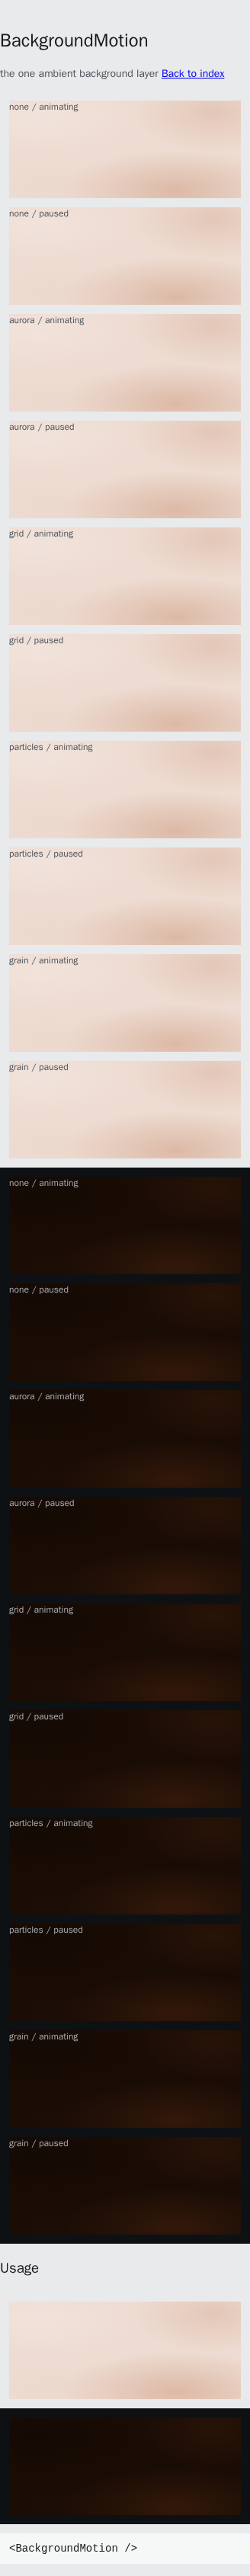 BackgroundMotion
the one ambient background layer Back to index
none / animating
none / paused
aurora / animating
aurora / paused
grid / animating
grid / paused
particles / animating
particles / paused
grain / animating
grain / paused
none / animating
none / paused
aurora / animating
aurora / paused
grid / animating
grid / paused
particles / animating
particles / paused
grain / animating
grain / paused
Usage
<BackgroundMotion />